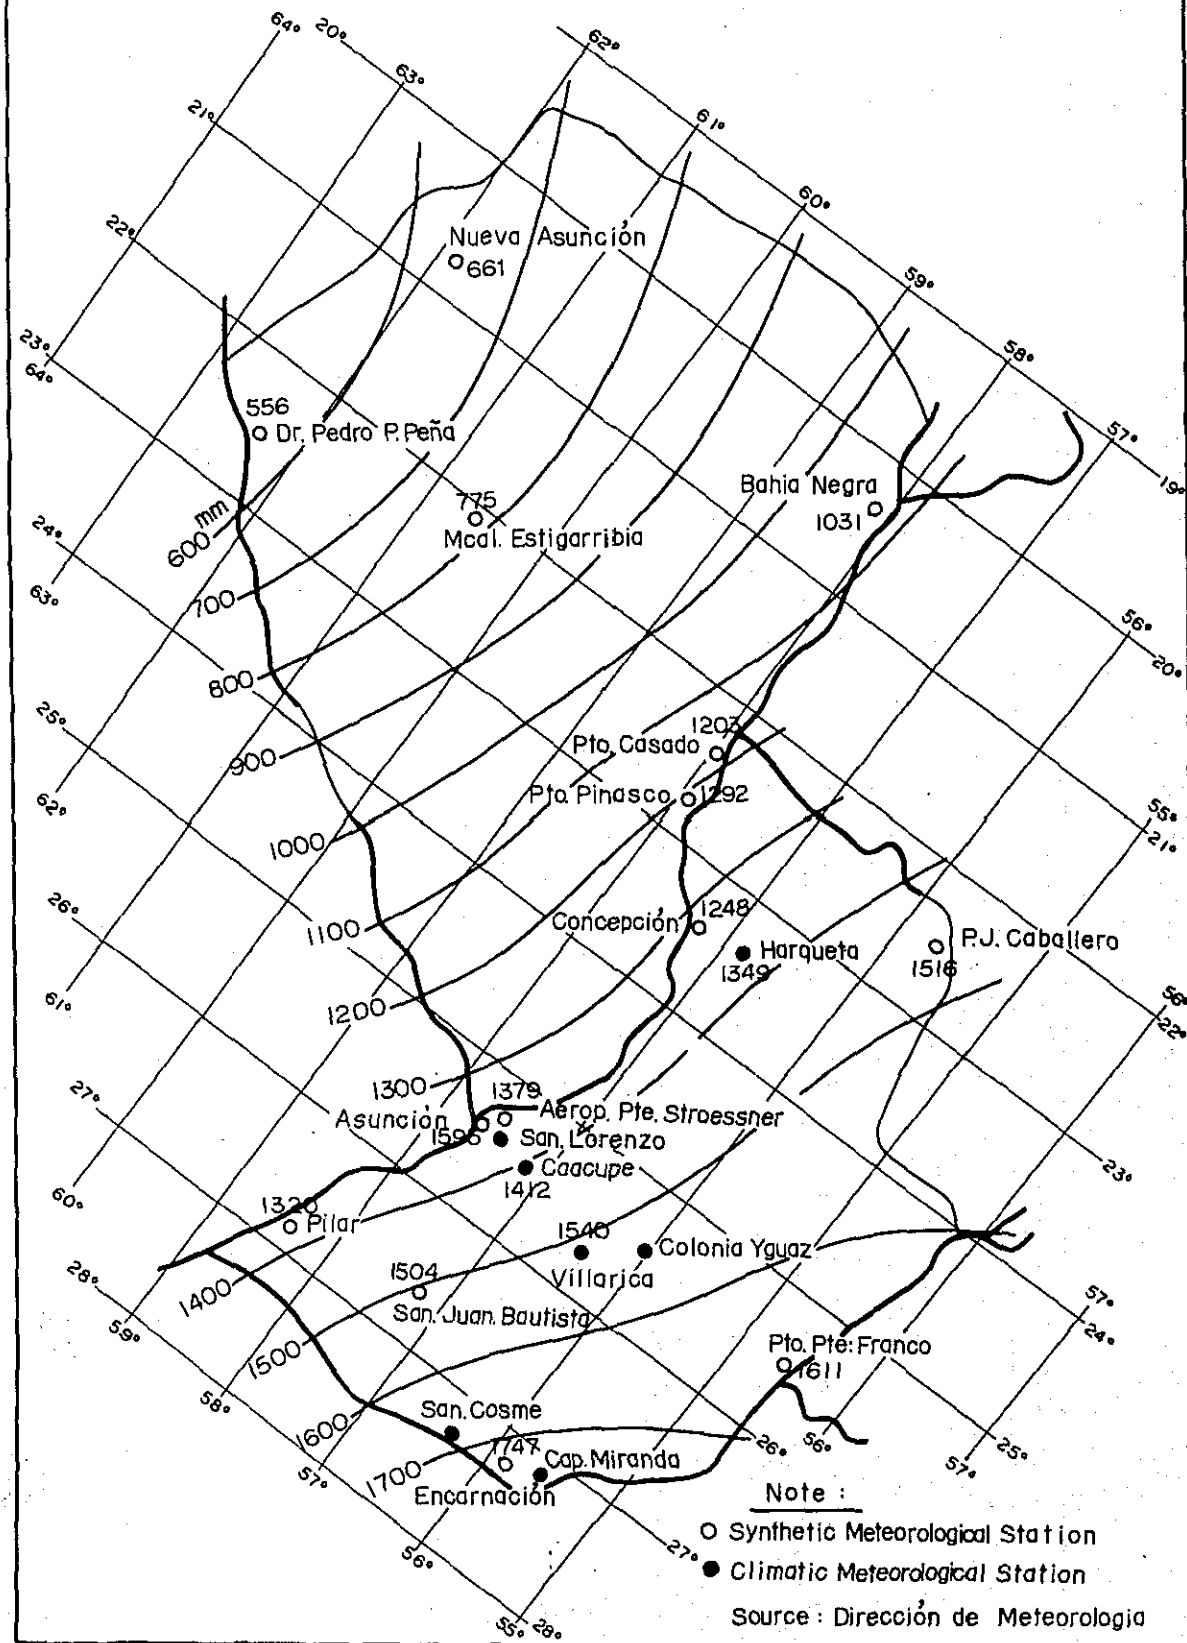 64° 20° 62°
63°
21° 61°
22° 60°
Nueva Asunción
661
59°
23°
64° 58°
556
Dr. Pedro P. Peña
57°
19°
775
Mcal. Estigarribia
Bahia Negra
1031
mm
600
24°
63°
700
56°
20°
800
25°
900
1203
Pto. Casado
Pto. Pinasco 1292
62°
55°
21°
1000
26°
1100
Concepción 1248
Harqueta
1349
P.J. Caballero
1516
61°
1200
56°
22°
27°
1300
1379
Asunción
1596
Aerop. Pte. Stroessner
San. Lorenzo
Caacupe
1412
23°
60°
1320
Pilar
1540
Villarica
Colonia Yguaz
28°
59°
1400
1504
San. Juan. Bautista
57°
24°
1500
Pto. Pte: Franco
1611
58°
1600
San. Cosme
26° 56°
25°
57°
57°
1700
1747
Cap. Miranda
Encarnación
27°
56°
55° 28°
Note :
○ Synthetic Meteorological Station
● Climatic Meteorological Station
Source : Dirección de Meteorologia